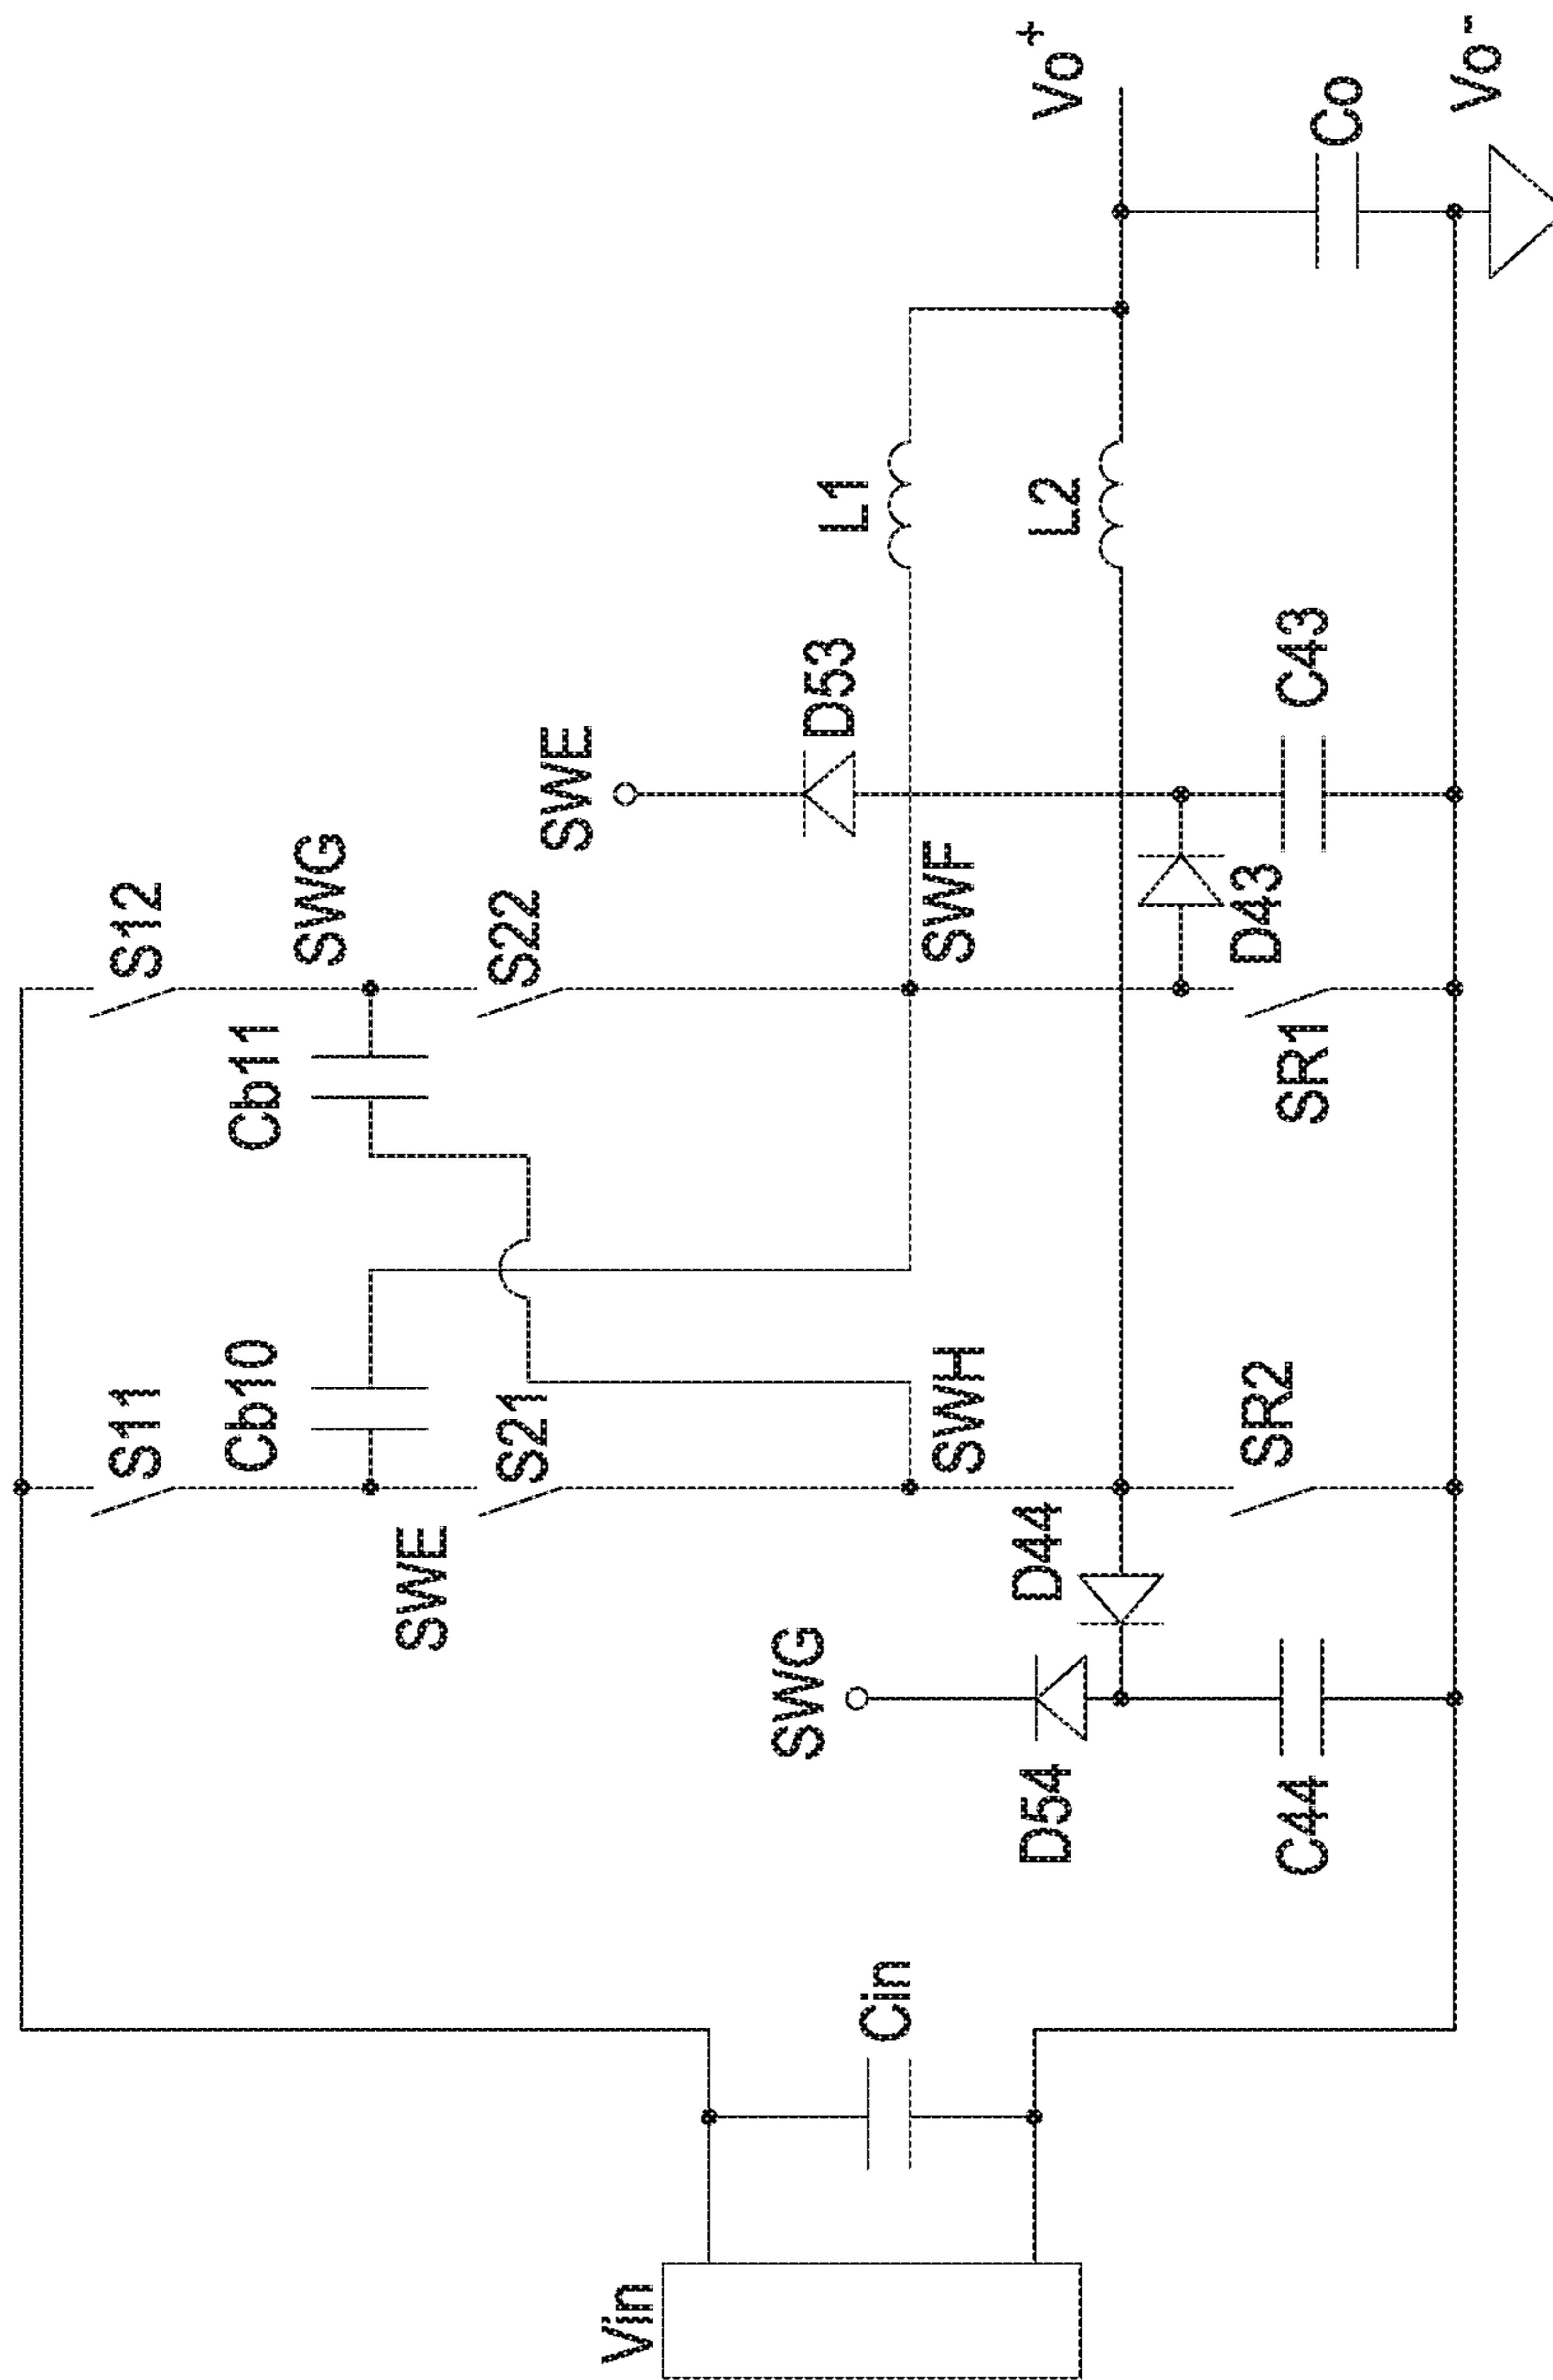 Vin
Cin
S11
Cb10
SWE
S21
SWH
SWG
D54
D44
C44
SR2
S12
Cb11
SWG
S22
SWF
SR1
D43
C43
SWE
D53
L1
L2
Vo+
Co
Vo-